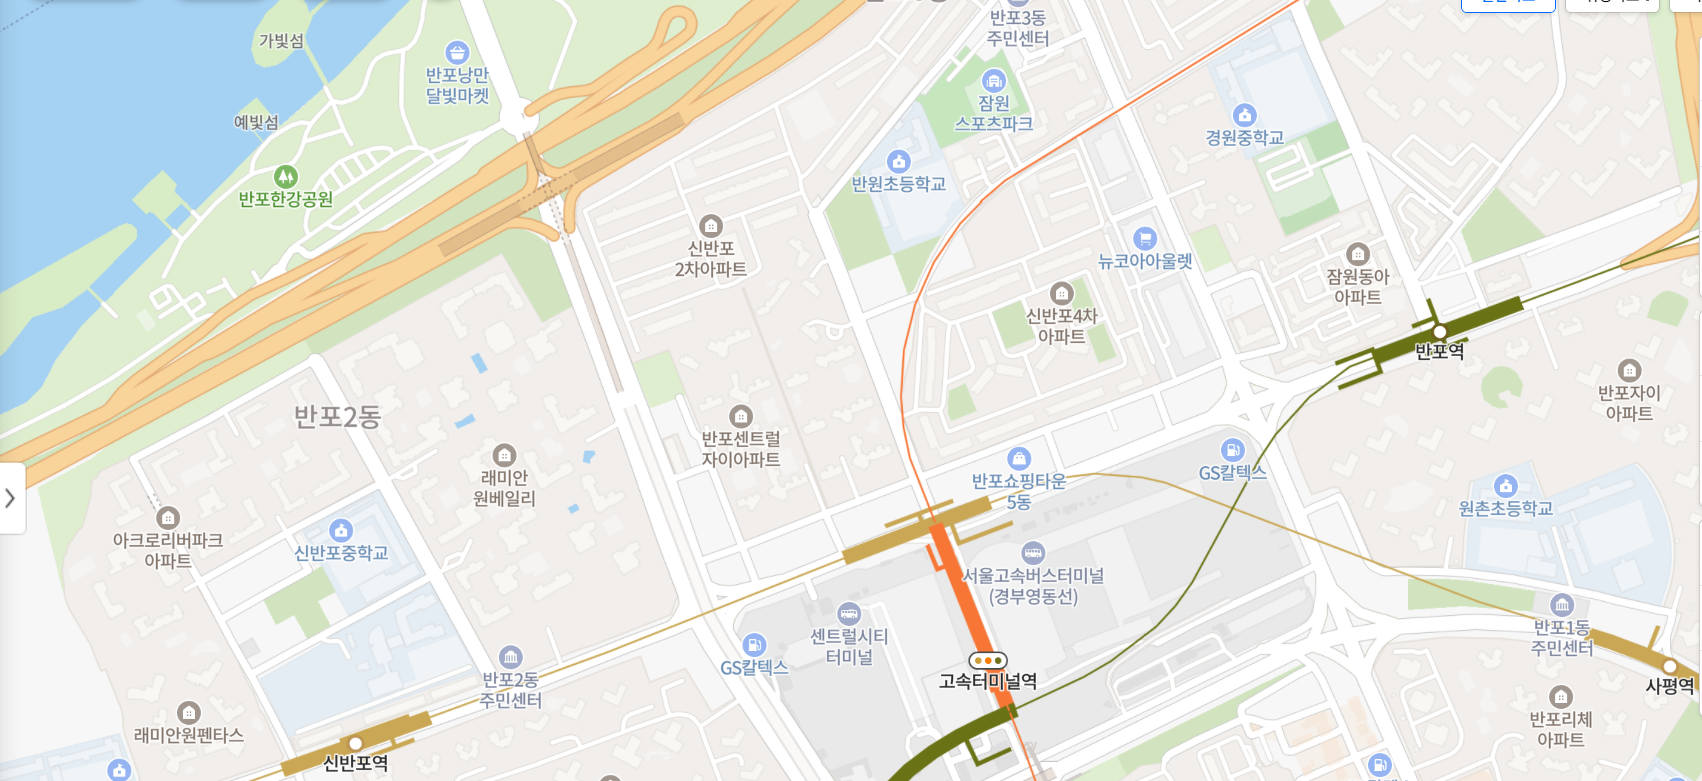 반포3동
주민센터
가빛섬
반포낭만
달빛마켓
잠원
스포츠파크
예빛섬
경원중학교
반원초등학교
반포한강공원
신반포
2차아파트
뉴코아아울렛
잠원동아
아파트
신반포4차
아파트
반포역
반포자이
아파트
반포2동
반포센트럴
자이아파트
래미안
원베일리
반포쇼핑타운
5동
GS칼텍스
원촌초등학교
아크로리버파크
아파트
신반포중학교
서울고속버스터미널
(경부영동선)
센트럴시티
터미널
GS칼텍스
반포1동
주민센터
고속터미널역
사평역
반포2동
주민센터
래미안원펜타스
반포리체
아파트
신반포역